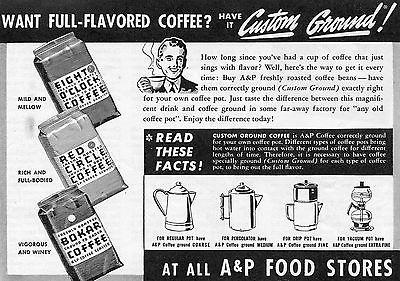 WANT FULL-FLAVORED COFFEE? HAVE IT Custom Ground!
How long since you've had a cup of coffee that
just sings with flavor? Well, here's the way to get it every
time: Buy A&P freshly roasted coffee beans—have
them correctly ground (Custom Ground) exactly right
for your own coffee pot. Just taste the difference between this magnifi-
cent drink and coffee ground in some far-away factory for "any old
coffee pot". Enjoy the difference today!
EIGHT
O'CLOCK
COFFEE
MILD AND
MELLOW
RED
CIRCLE
COFFEE
RICH AND
FULL-BODIED
BOKAR
COFFEE
VIGOROUS
AND WINEY
★ READ
THESE
FACTS!
CUSTOM GROUND COFFEE is A&P Coffee correctly ground
for your own coffee pot. Different types of coffee pots bring
hot water into contact with the ground coffee for different
lengths of time. Therefore, it is necessary to have coffee
specially ground (Custom Ground) for each type of coffee
pot, to bring out the full flavor.
FOR REGULAR POT have
A&P Coffee ground COARSE
FOR PERCOLATOR have
A&P Coffee ground MEDIUM
FOR DRIP POT have
A&P Coffee ground FINE
FOR VACUUM POT have
A&P Coffee ground EXTRA FINE
AT ALL A&P FOOD STORES